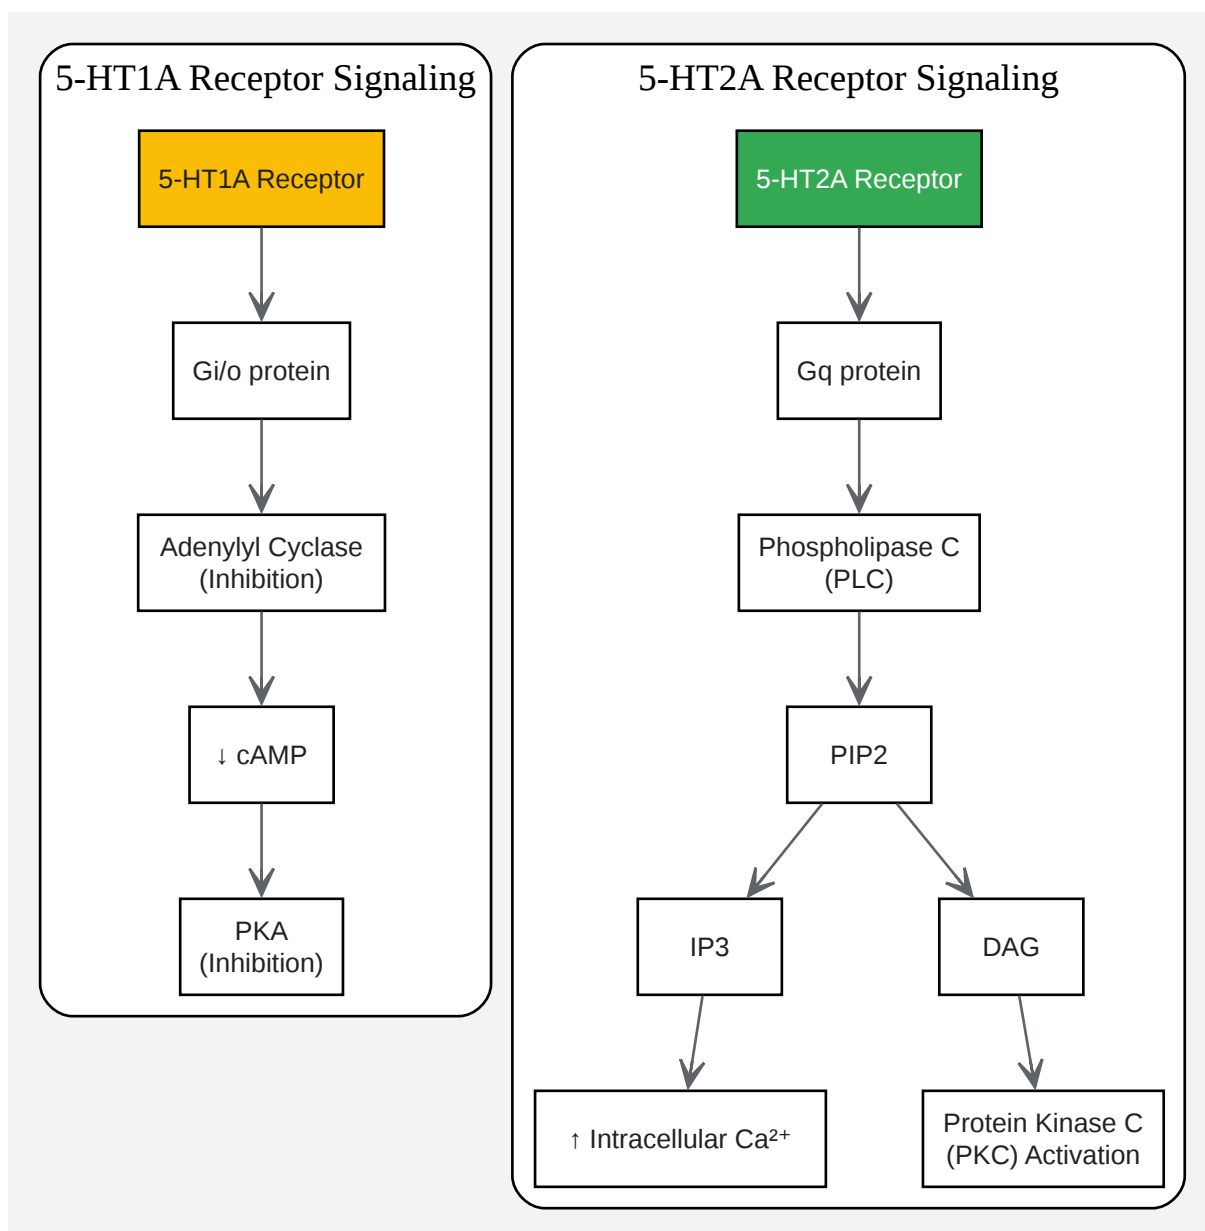 5-HT1A Receptor Signaling
5-HT1A Receptor
Gi/o protein
Adenylyl Cyclase
(Inhibition)
↓ cAMP
PKA
(Inhibition)
5-HT2A Receptor Signaling
5-HT2A Receptor
Gq protein
Phospholipase C
(PLC)
PIP2
IP3
DAG
↑ Intracellular Ca²⁺
Protein Kinase C
(PKC) Activation